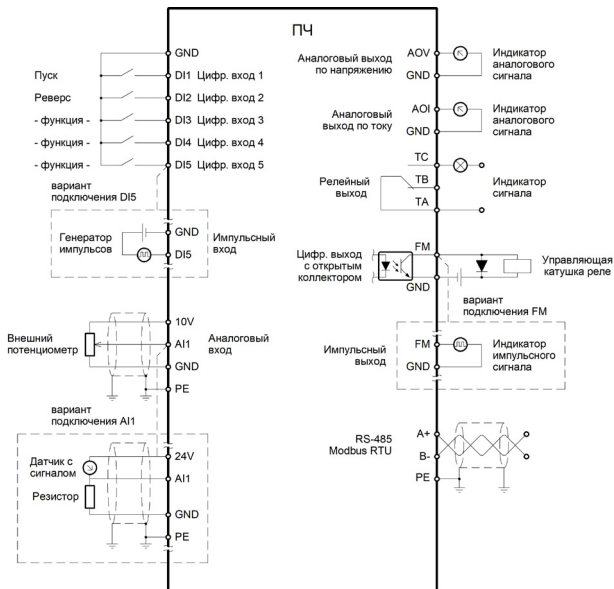 ПЧ
GND
Пуск
DI1 Цифр. вход 1
Реверс
DI2 Цифр. вход 2
- функция -
DI3 Цифр. вход 3
- функция -
DI4 Цифр. вход 4
- функция -
DI5 Цифр. вход 5
вариант
подключения DI5
Генератор
импульсов
GND
DI5
Импульсный
вход
Внешний
потенциометр
10V
AI1
GND
PE
Аналоговый
вход
вариант
подключения AI1
Датчик с
сигналом
Резистор
24V
AI1
GND
PE
Аналоговый выход
по напряжению
AOV
GND
Индикатор
аналогового
сигнала
Аналоговый
выход по току
AOI
GND
Индикатор
аналогового
сигнала
Релейный
выход
TC
TB
TA
Индикатор
сигнала
Цифр. выход
с открытым
коллектором
FM
GND
Управляющая
катушка реле
вариант
подключения FM
Импульсный
выход
FM
GND
Индикатор
импульсного
сигнала
RS-485
Modbus RTU
A+
B-
PE